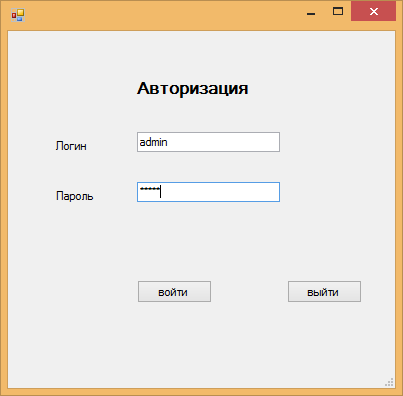 Авторизация
Логин admin
Пароль *****
войти выйти